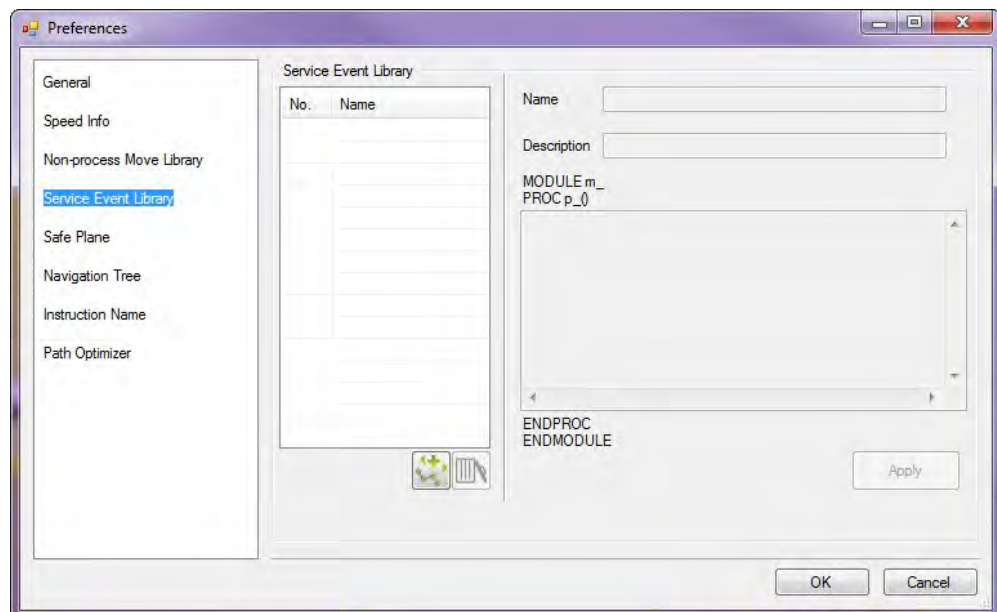 Preferences
General
Speed Info
Non-process Move Library
Service Event Library
Safe Plane
Navigation Tree
Instruction Name
Path Optimizer
Service Event Library
No. Name
Name
Description
MODULE m_
PROC p_()
ENDPROC
ENDMODULE
Apply
OK Cancel